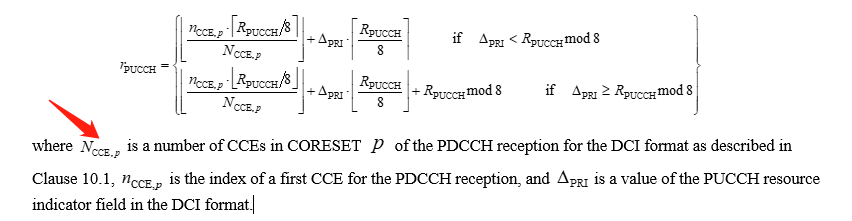 r_PUCCH = { ⌊ n_CCE,p · ⌈R_PUCCH/8⌉ / N_CCE,p ⌋ + Δ_PRI · ⌈ R_PUCCH / 8 ⌉ if Δ_PRI < R_PUCCH mod 8
⌊ n_CCE,p · ⌊R_PUCCH/8⌋ / N_CCE,p ⌋ + Δ_PRI · ⌊ R_PUCCH / 8 ⌋ + R_PUCCH mod 8 if Δ_PRI ≥ R_PUCCH mod 8 }
where N_CCE,p is a number of CCEs in CORESET p of the PDCCH reception for the DCI format as described in
Clause 10.1, n_CCE,p is the index of a first CCE for the PDCCH reception, and Δ_PRI is a value of the PUCCH resource
indicator field in the DCI format.